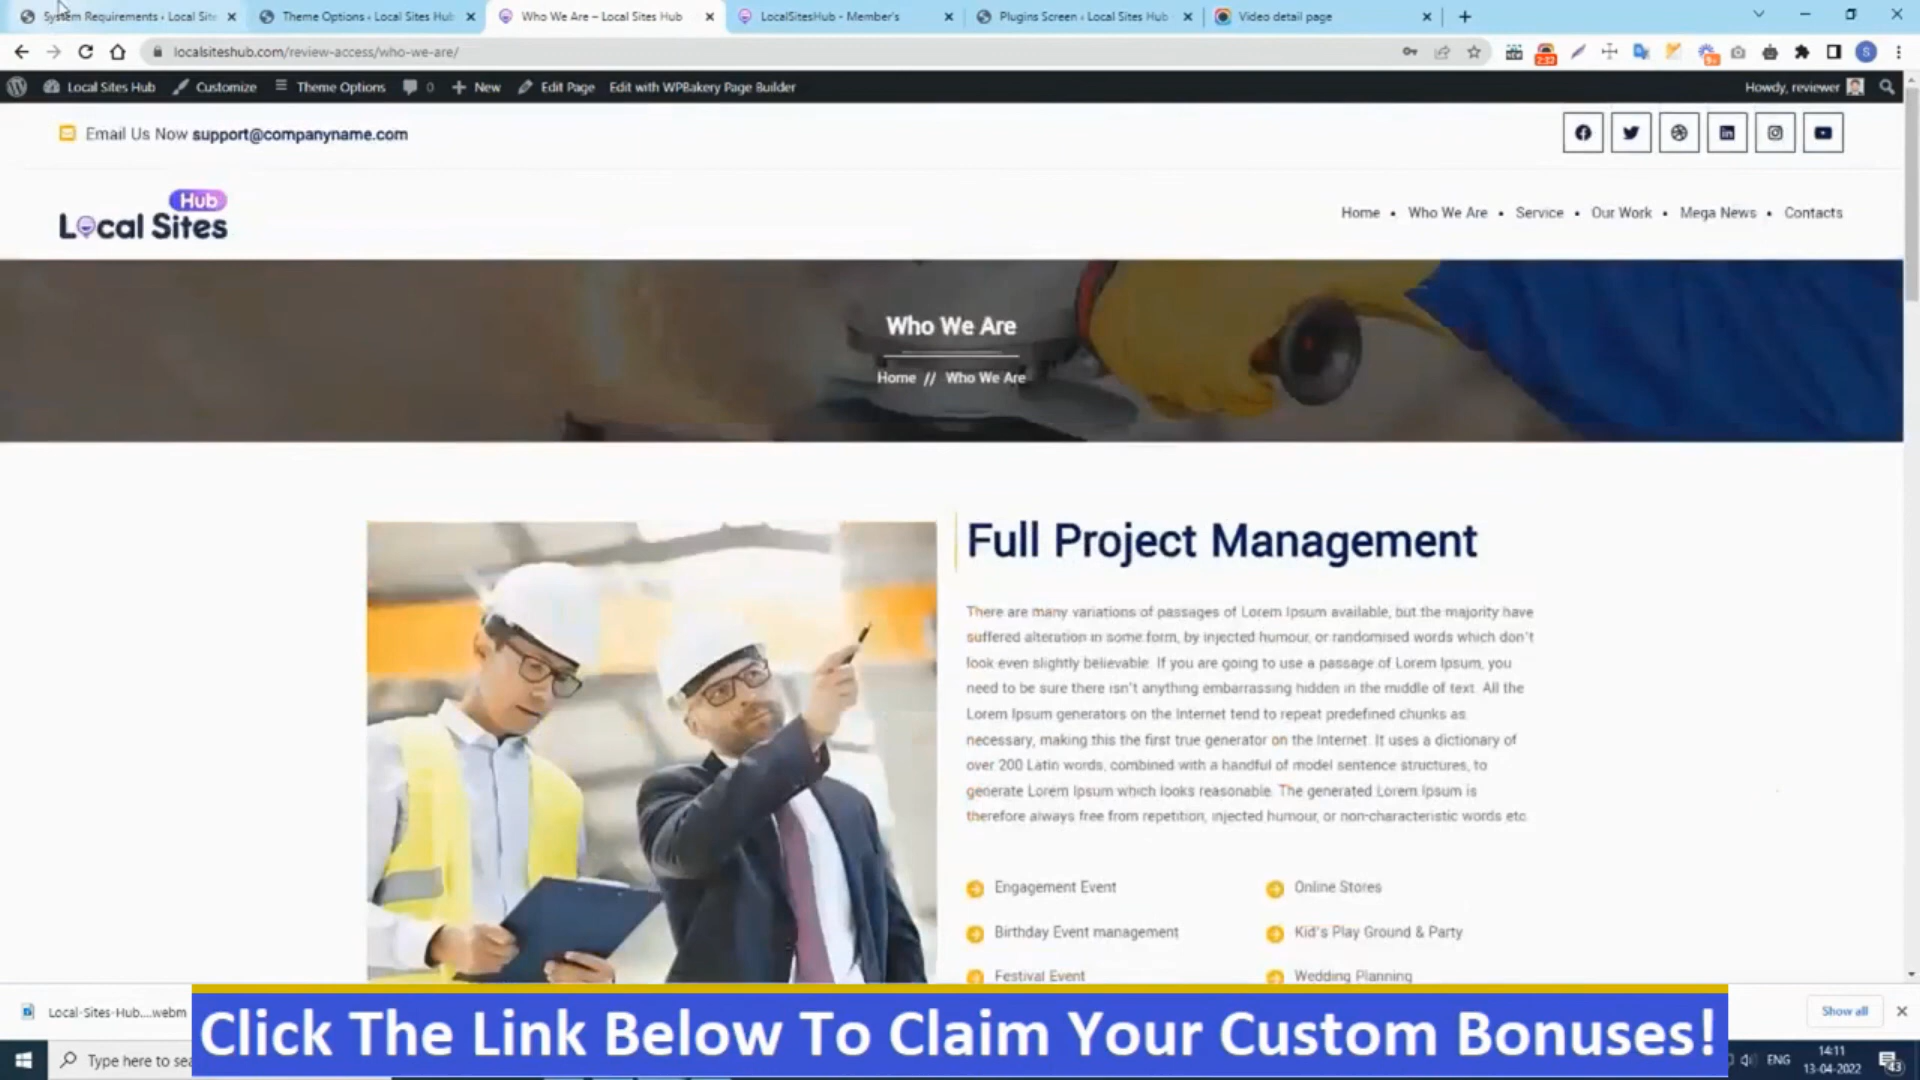 System Requirements ‹ Local Sit
Theme Options ‹ Local Sites Hub
Who We Are – Local Sites Hub
LocalSitesHub - Member's
Plugins Screen ‹ Local Sites Hub
Video detail page
localsiteshub.com/review-access/who-we-are/
2:32
S
Local Sites Hub
Customize
Theme Options
0
New
Edit Page
Edit with WPBakery Page Builder
Howdy, reviewer
Email Us Now support@companyname.com
Hub
Local Sites
Home • Who We Are • Service • Our Work • Mega News • Contacts
Who We Are
Home // Who We Are
Full Project Management
There are many variations of passages of Lorem Ipsum available, but the majority have
suffered alteration in some form, by injected humour, or randomised words which don't
look even slightly believable. If you are going to use a passage of Lorem Ipsum, you
need to be sure there isn't anything embarrassing hidden in the middle of text. All the
Lorem Ipsum generators on the Internet tend to repeat predefined chunks as
necessary, making this the first true generator on the Internet. It uses a dictionary of
over 200 Latin words, combined with a handful of model sentence structures, to
generate Lorem Ipsum which looks reasonable. The generated Lorem Ipsum is
therefore always free from repetition, injected humour, or non-characteristic words etc.
Engagement Event
Online Stores
Birthday Event management
Kid's Play Ground & Party
Festival Event
Wedding Planning
Local-Sites-Hub....webm
Show all
Click The Link Below To Claim Your Custom Bonuses!
Type here to sea
ENG
14:11
13-04-2022
43